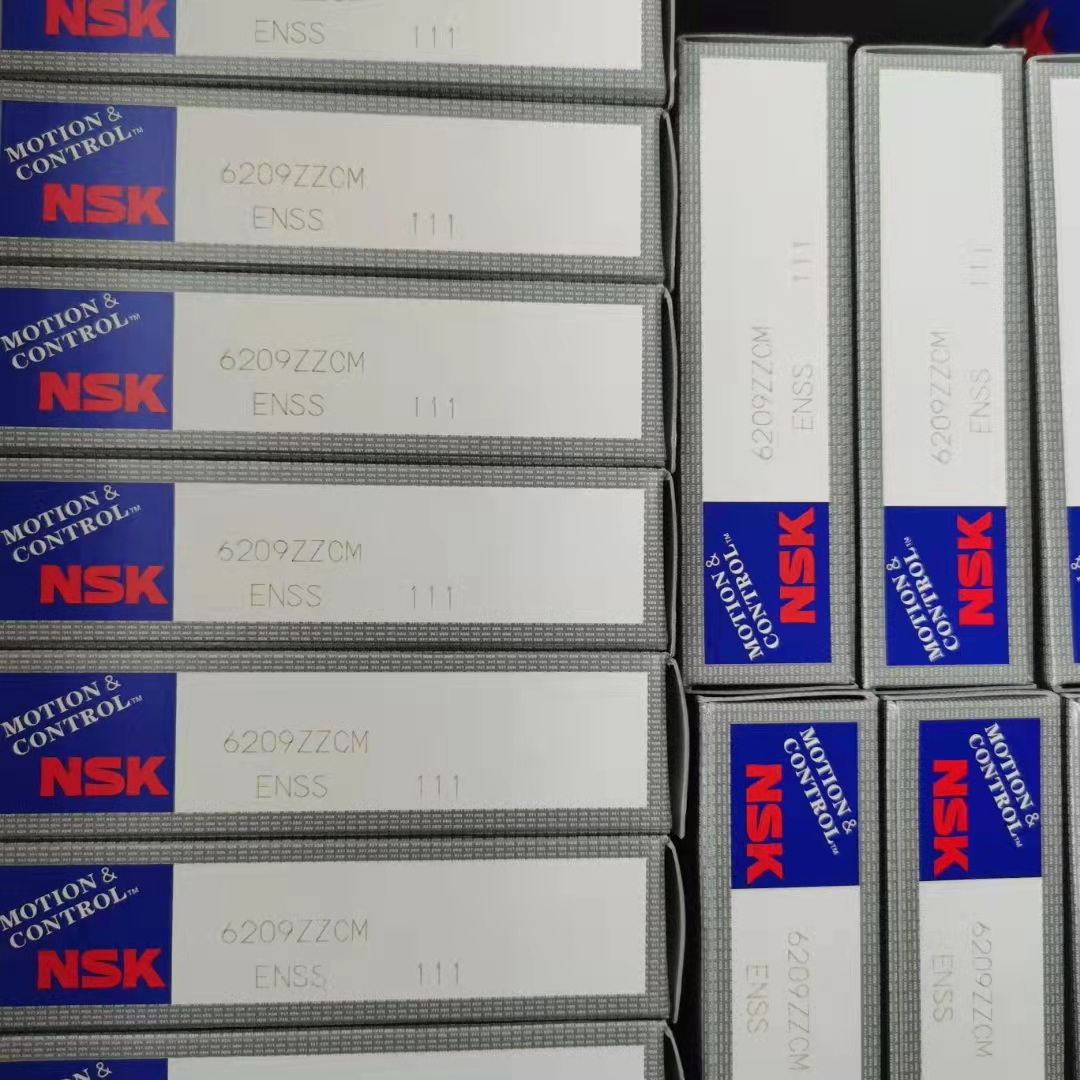 NSK
ENSS 111
MOTION &
CONTROL™
NSK
6209ZZCM
ENSS 111
MOTION &
CONTROL™
NSK
6209ZZCM
ENSS 111
MOTION &
CONTROL™
NSK
6209ZZCM
ENSS 111
MOTION &
CONTROL™
NSK
6209ZZCM
ENSS 111
MOTION &
CONTROL™
NSK
6209ZZCM
ENSS 111
MOTION &
CONTROL™
NSK
6209ZZCM
ENSS 111
MOTION &
CONTROL™
NSK
6209ZZCM
ENSS 111
MOTION &
CONTROL™
NSK
6209ZZCM
ENSS
MOTION &
CONTROL™
NSK
6209ZZCM
ENSS